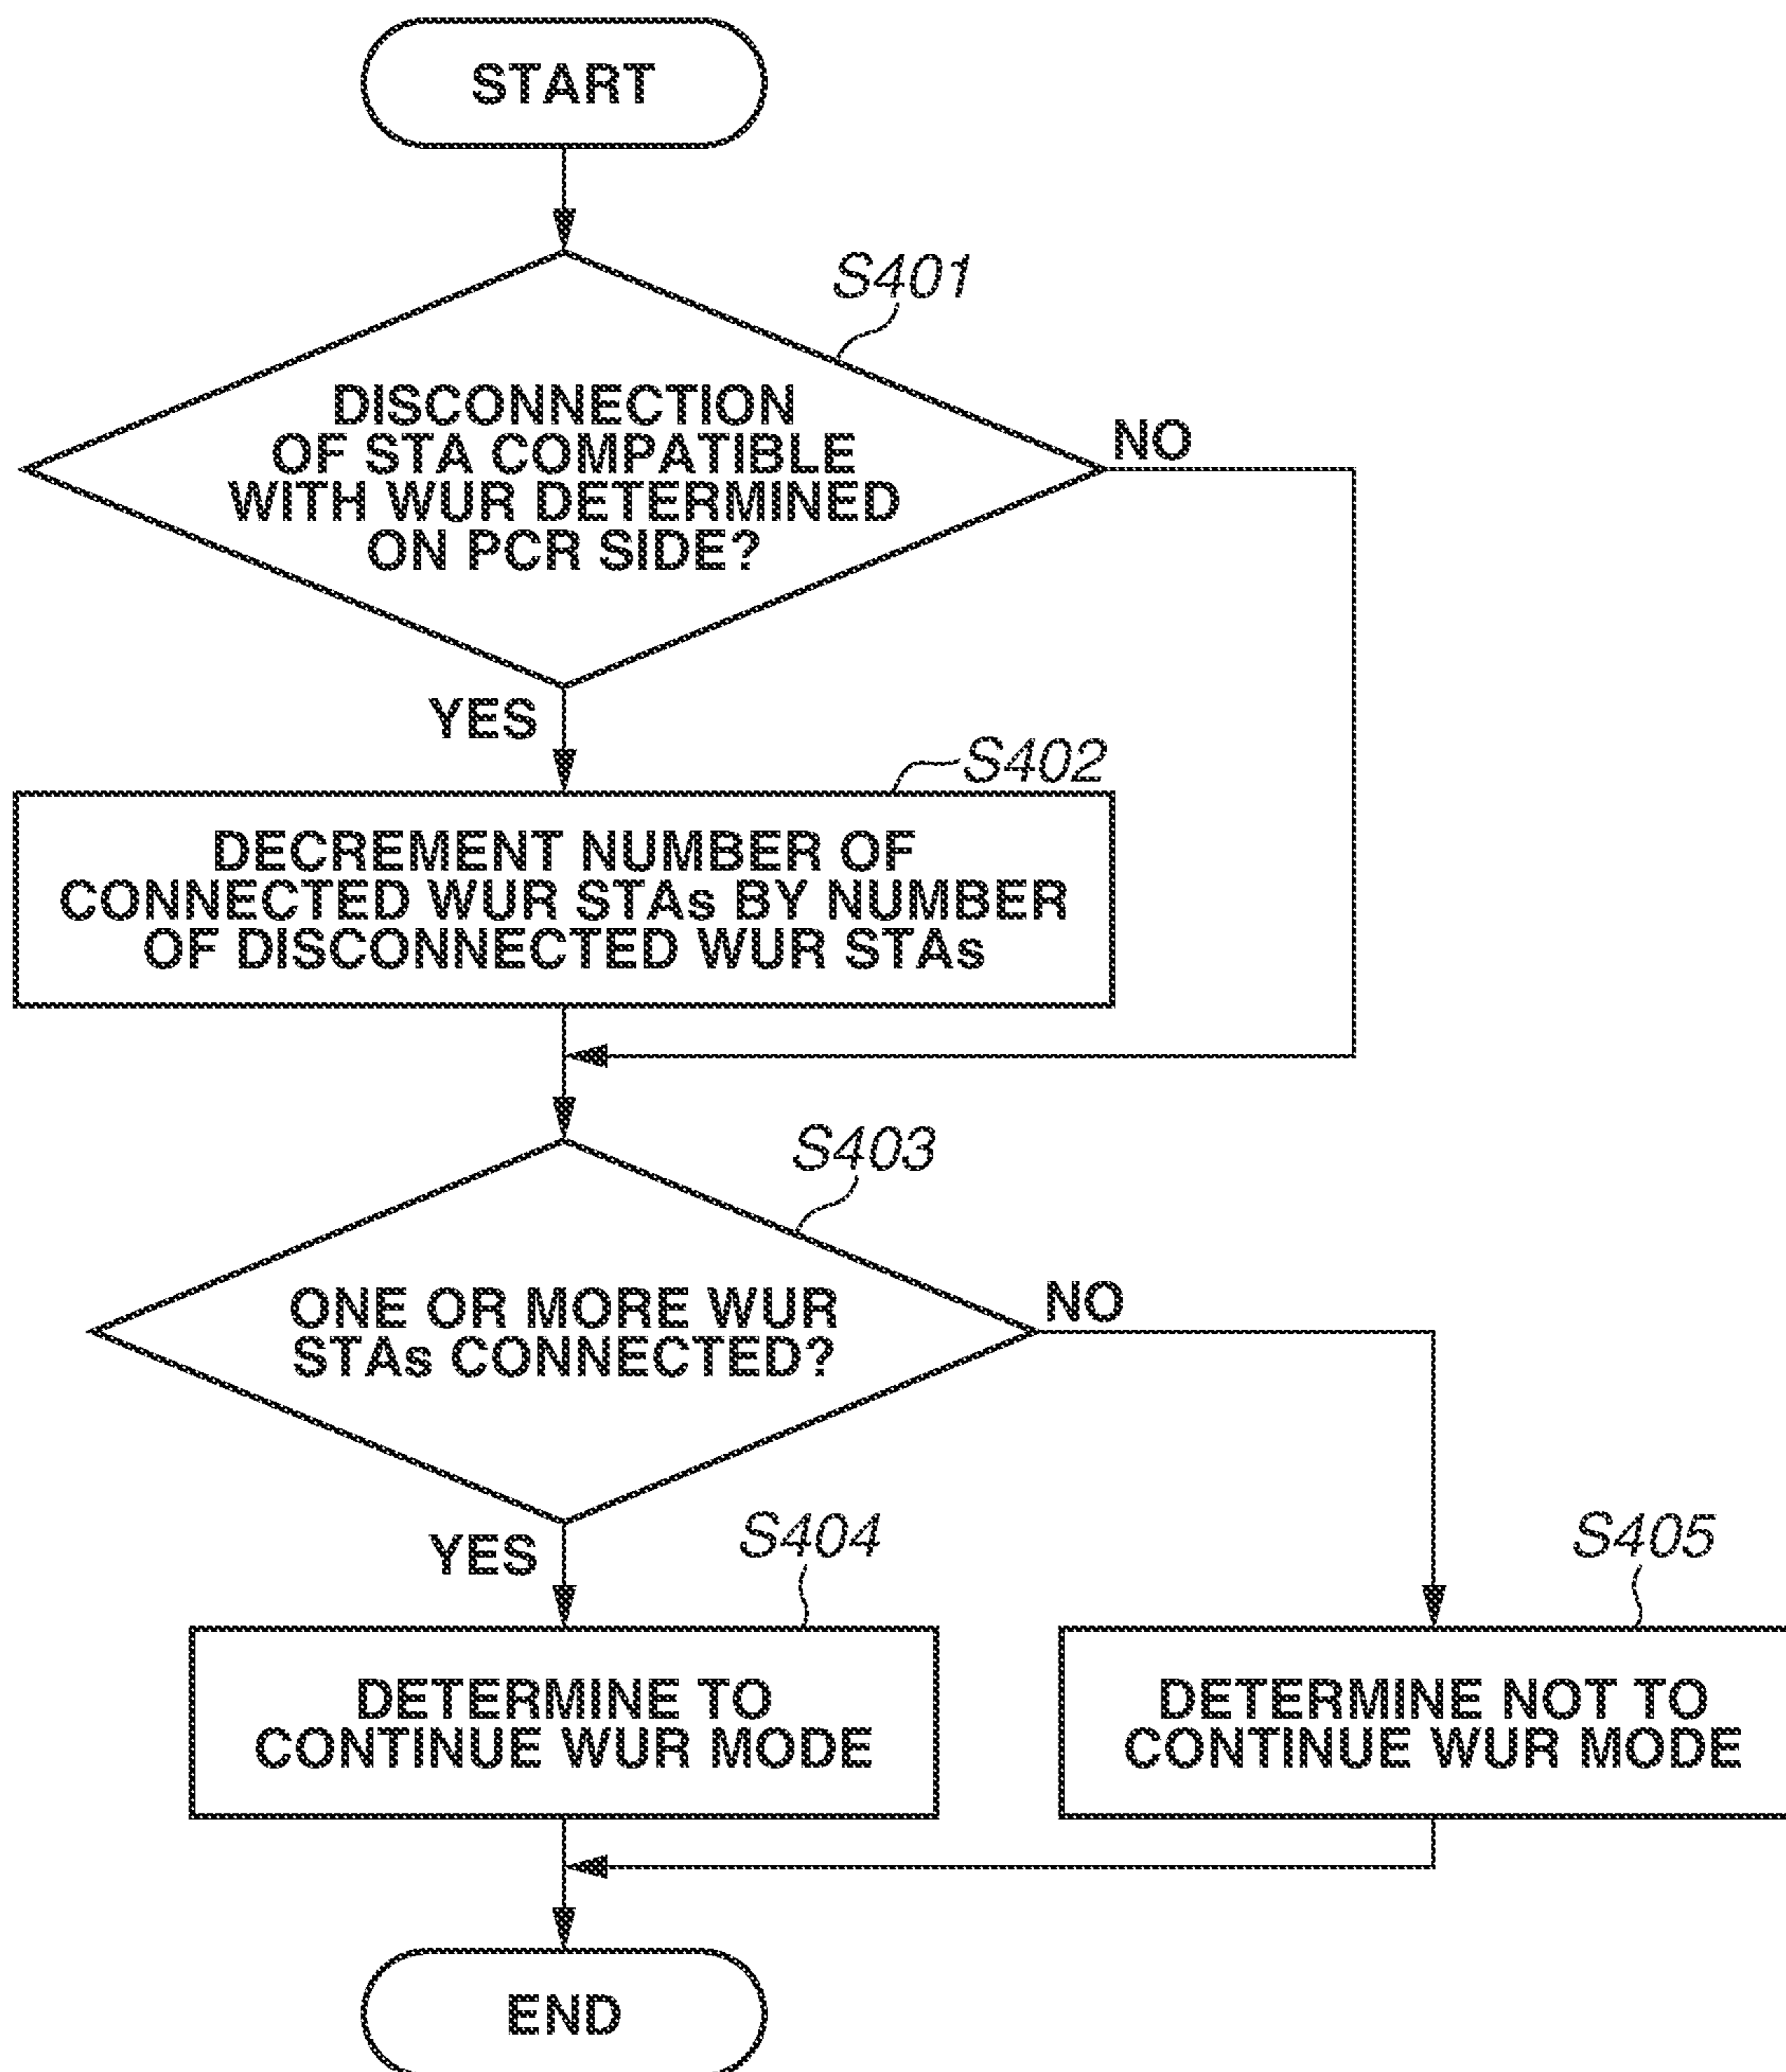 START
S401
DISCONNECTION
OF STA COMPATIBLE
WITH WUR DETERMINED
ON PCR SIDE?
NO
YES
S402
DECREMENT NUMBER OF
CONNECTED WUR STAs BY NUMBER
OF DISCONNECTED WUR STAs
S403
ONE OR MORE WUR
STAs CONNECTED?
NO
YES
S404
S405
DETERMINE TO
CONTINUE WUR MODE
DETERMINE NOT TO
CONTINUE WUR MODE
END